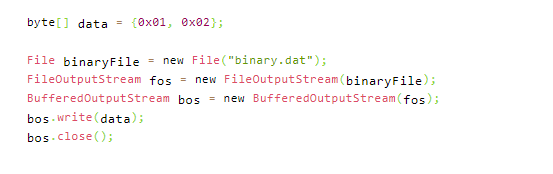 byte[] data = {0x01, 0x02};
File binaryFile = new File("binary.dat");
FileOutputStream fos = new FileOutputStream(binaryFile);
BufferedOutputStream bos = new BufferedOutputStream(fos);
bos.write(data);
bos.close();